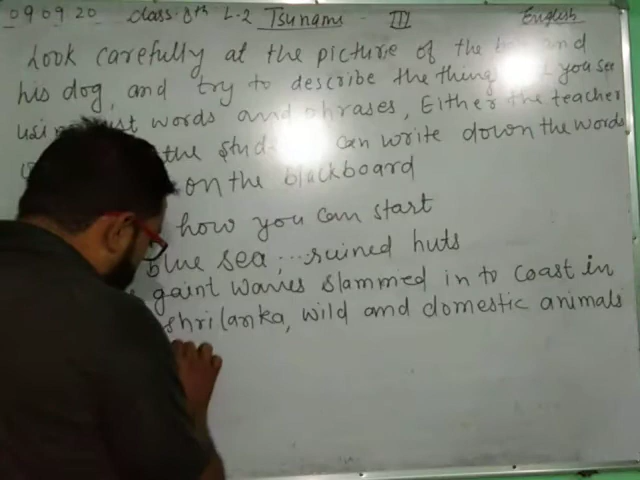 09 09 20 Class-8th L-2 Tsunami - III English
Look carefully at the picture of the and
his dog, and try to describe the thing you see
words and phrases, Either the teacher
the can write down the words
on the blackboard
how you can start
blue sea; ...ruined huts
gaint waves slammed in to coast in
shrilanka, wild and domestic animals